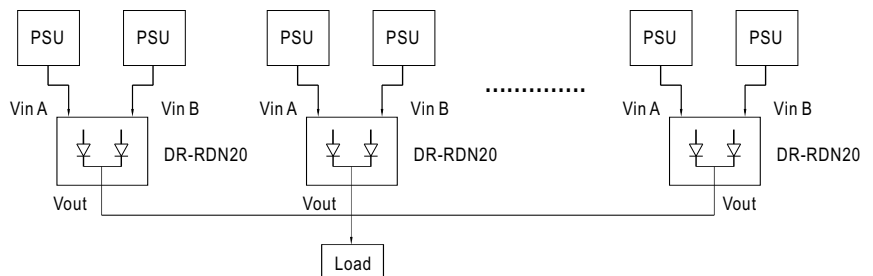 PSU PSU PSU PSU PSU PSU
Vin A Vin B Vin A Vin B Vin A Vin B
DR-RDN20 DR-RDN20 DR-RDN20
Vout Vout Vout
Load